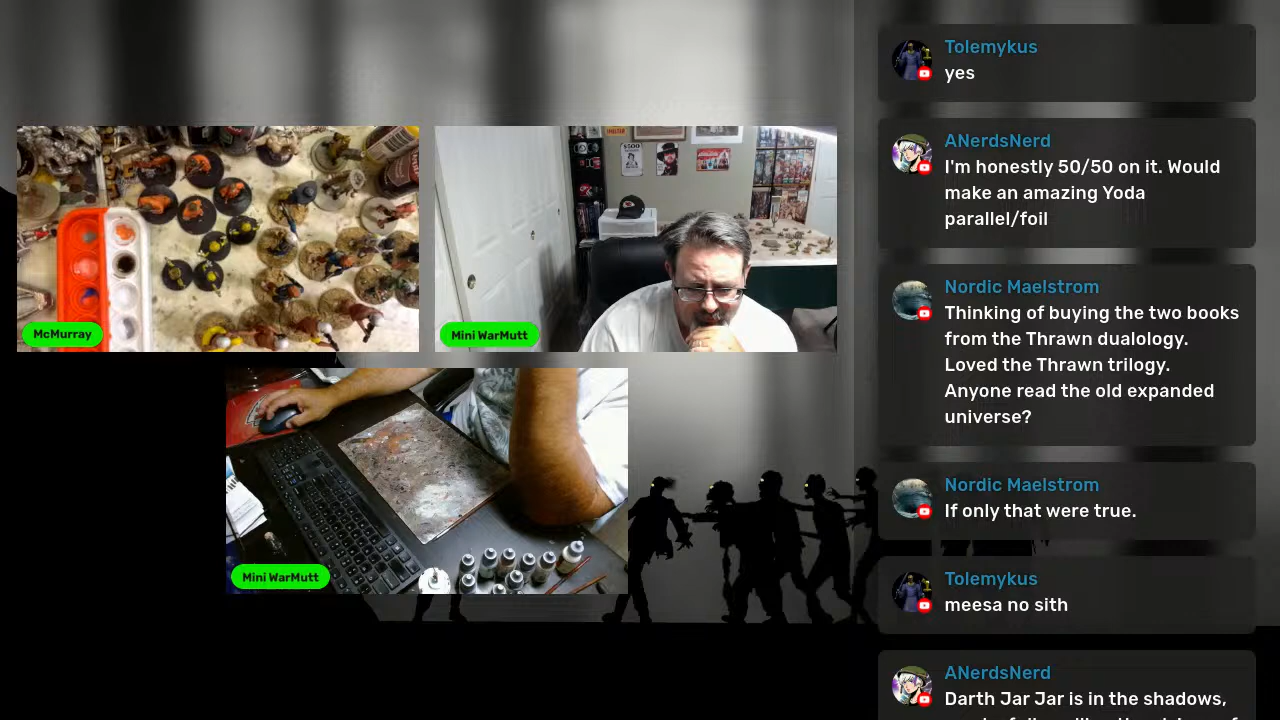 Tolemykus
yes
ANerdsNerd
I'm honestly 50/50 on it. Would
make an amazing Yoda
parallel/foil
Nordic Maelstrom
Thinking of buying the two books
from the Thrawn dualology.
Loved the Thrawn trilogy.
Anyone read the old expanded
universe?
Nordic Maelstrom
If only that were true.
Tolemykus
meesa no sith
ANerdsNerd
Darth Jar Jar is in the shadows,
McMurray
Mini WarMutt
$500
Mini WarMutt